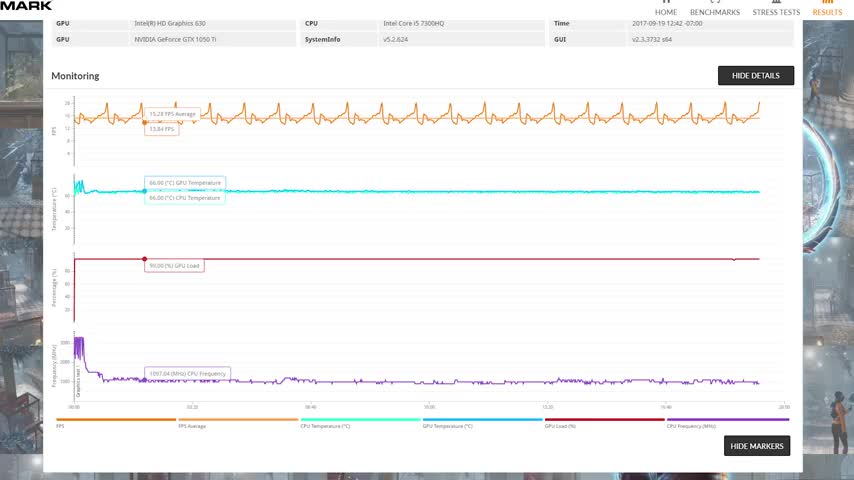 MARK
HOME BENCHMARKS STRESS TESTS RESULTS
GPU Intel(R) HD Graphics 630 CPU Intel Core i5 7300HQ Time 2017-09-19 12:42 -07:00
GPU NVIDIA GeForce GTX 1050 Ti SystemInfo v5.2.624 GUI v2.3.3732 s64
Monitoring
HIDE DETAILS
FPS
12
8
4
15.28 FPS Average
13.84 FPS
Temperature (°C)
60
40
20
66.00 (°C) GPU Temperature
66.00 (°C) CPU Temperature
Percentage (%)
60
40
20
99.00 (%) GPU Load
Frequency (MHz)
3000
2000
1000
Graphics test 1
1097.04 (MHz) CPU Frequency
00:00 03:20 06:40 10:00 13:20 16:40 20:00
FPS FPS Average CPU Temperature (°C) GPU Temperature (°C) GPU Load (%) CPU Frequency (MHz)
HIDE MARKERS